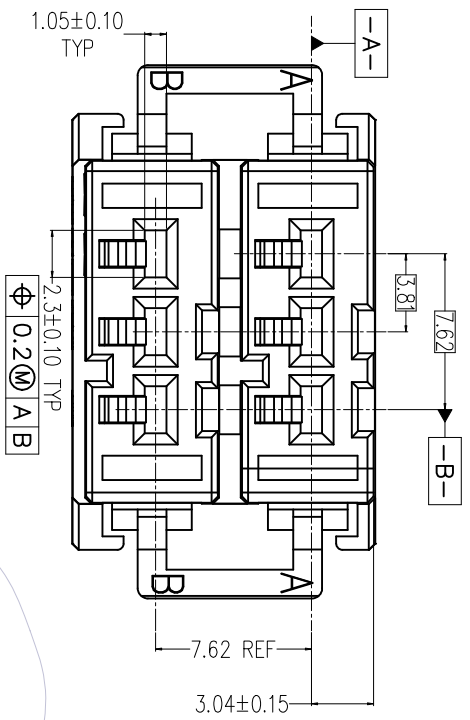 1.05±0.10
TYP
-A-
B
A
3.81
7.62
2.3±0.10 TYP
⌖ 0.2Ⓜ A B
-B-
B
A
7.62 REF
3.04±0.15